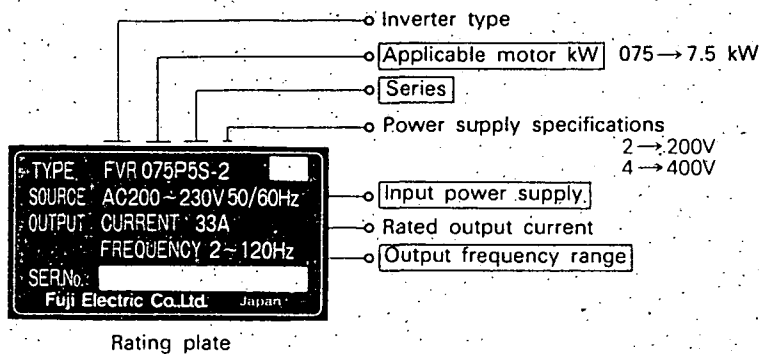 Inverter type
Applicable motor kW 075→7.5 kW
Series
Power supply specifications
2→200V
4→400V
TYPE FVR 075P5S-2
SOURCE AC200~230V 50/60Hz
Input power supply
OUTPUT CURRENT 33A
Rated output current
FREQUENCY 2~120Hz
Output frequency range
SER.No.
Fuji Electric Co.,Ltd. Japan
Rating plate